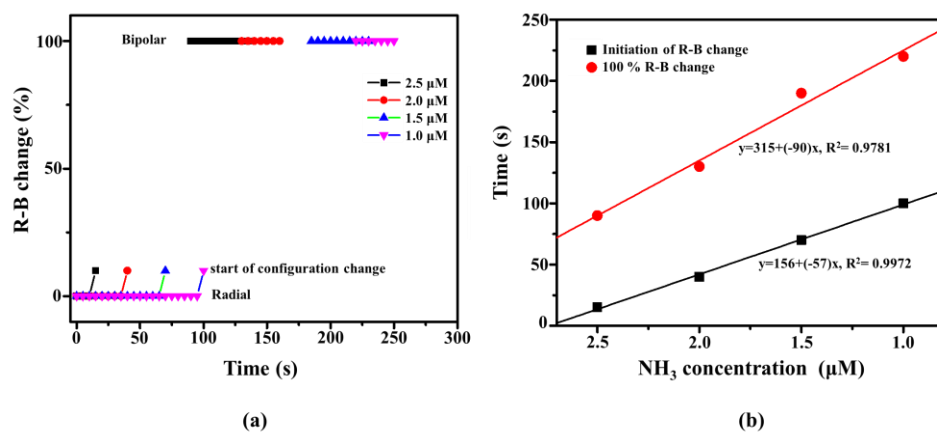 Bipolar
2.5 μM
2.0 μM
1.5 μM
1.0 μM
start of configuration change
Radial
R-B change (%)
100
50
0
0 50 100 150 200 250 300
Time (s)
(a)
Initiation of R-B change
100 % R-B change
y=315+(-90)x, R²= 0.9781
y=156+(-57)x, R²= 0.9972
Time (s)
250
200
150
100
50
0
2.5 2.0 1.5 1.0
NH₃ concentration (μM)
(b)